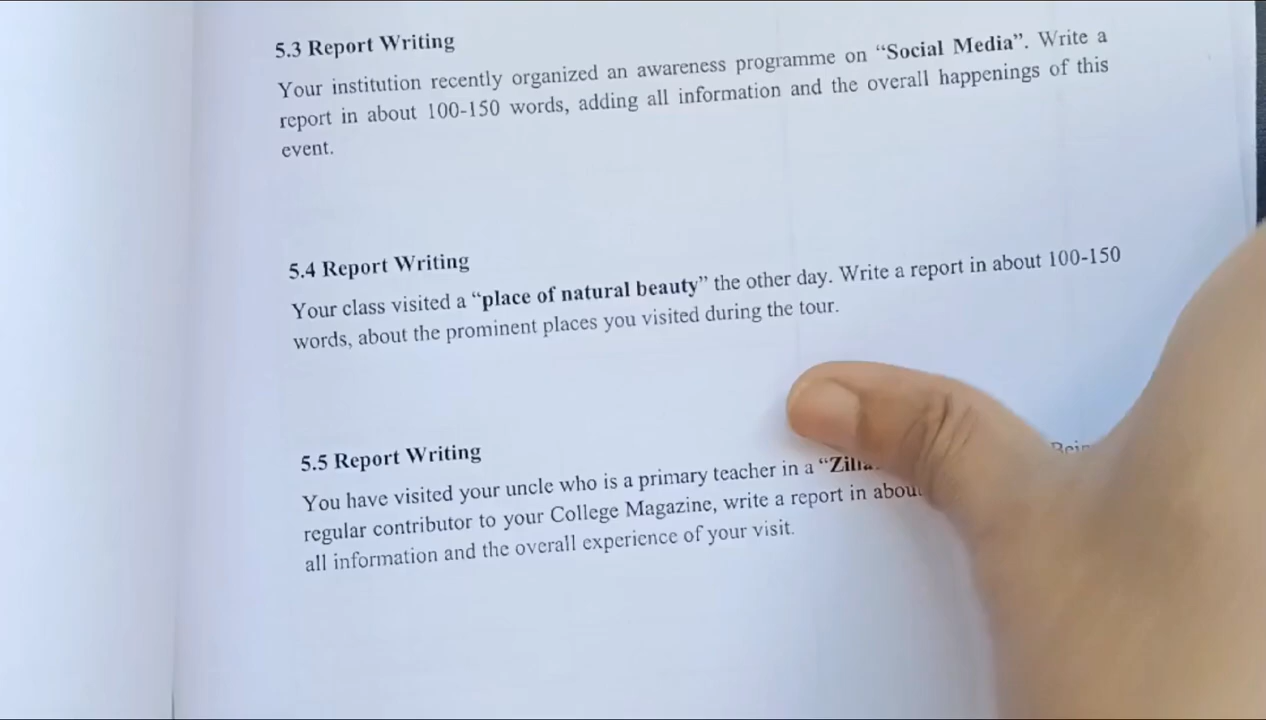 5.3 Report Writing
Your institution recently organized an awareness programme on “Social Media”. Write a
report in about 100-150 words, adding all information and the overall happenings of this
event.
5.4 Report Writing
Your class visited a “place of natural beauty” the other day. Write a report in about 100-150
words, about the prominent places you visited during the tour.
5.5 Report Writing
You have visited your uncle who is a primary teacher in a
regular contributor to your College Magazine, write a report in about
all information and the overall experience of your visit.